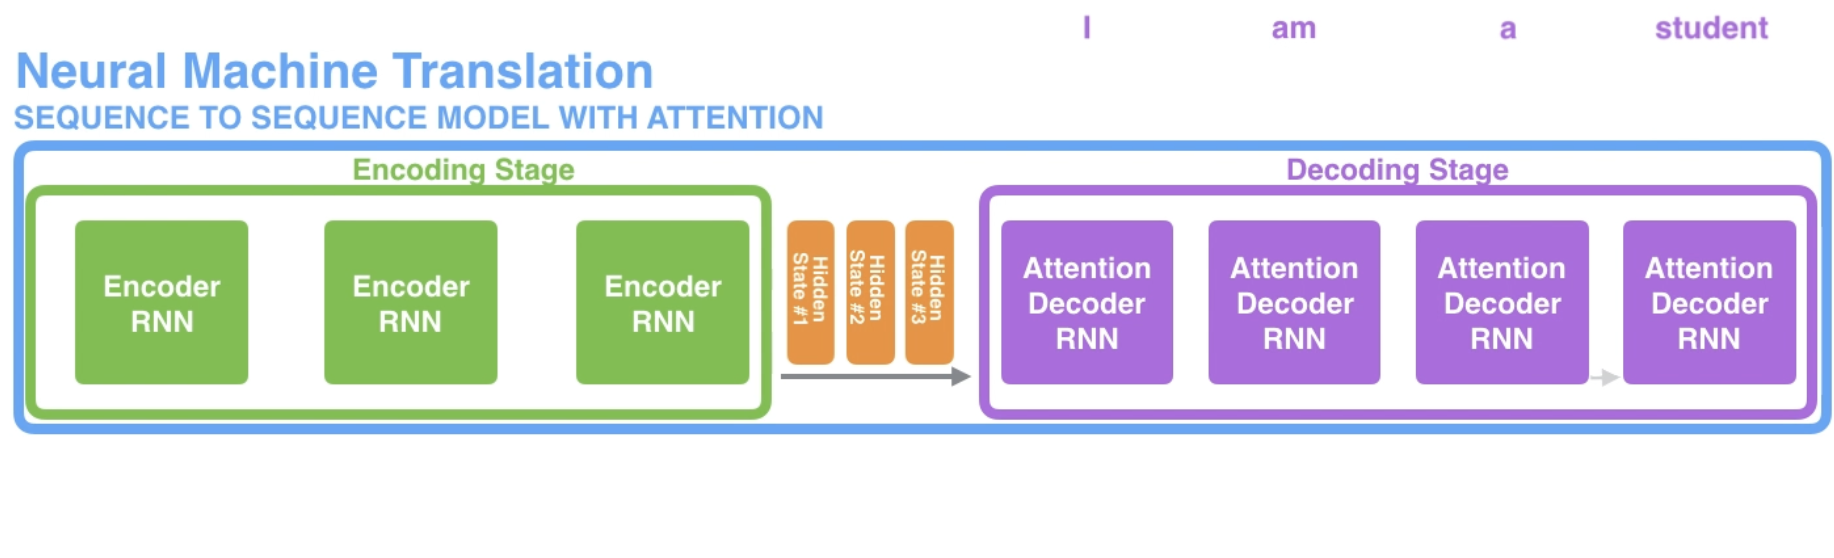 I am a student
Neural Machine Translation
SEQUENCE TO SEQUENCE MODEL WITH ATTENTION
Encoding Stage
Encoder
RNN
Encoder
RNN
Encoder
RNN
Hidden
State #1
Hidden
State #2
Hidden
State #3
Decoding Stage
Attention
Decoder
RNN
Attention
Decoder
RNN
Attention
Decoder
RNN
Attention
Decoder
RNN